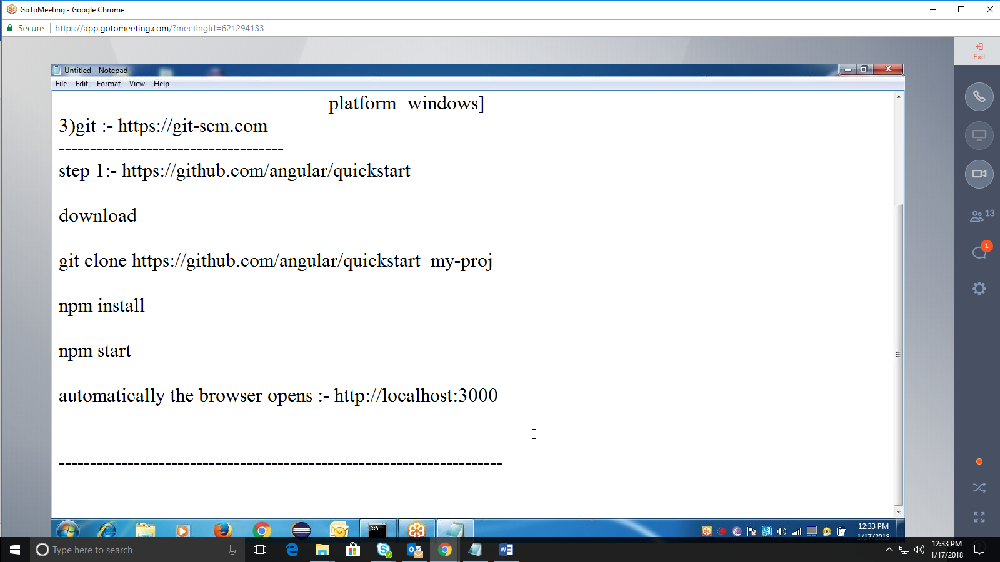 GoToMeeting - Google Chrome
Secure
https://app.gotomeeting.com/?meetingId=621294133
Exit
Untitled - Notepad
File Edit Format View Help
platform=windows]
3)git :- https://git-scm.com
------------------------------------
step 1:- https://github.com/angular/quickstart
download
git clone https://github.com/angular/quickstart  my-proj
npm install
npm start
automatically the browser opens :- http://localhost:3000
-----------------------------------------------------------------------
13
1
C:\_
12:33 PM
1/17/2018
Type here to search
12:33 PM
1/17/2018